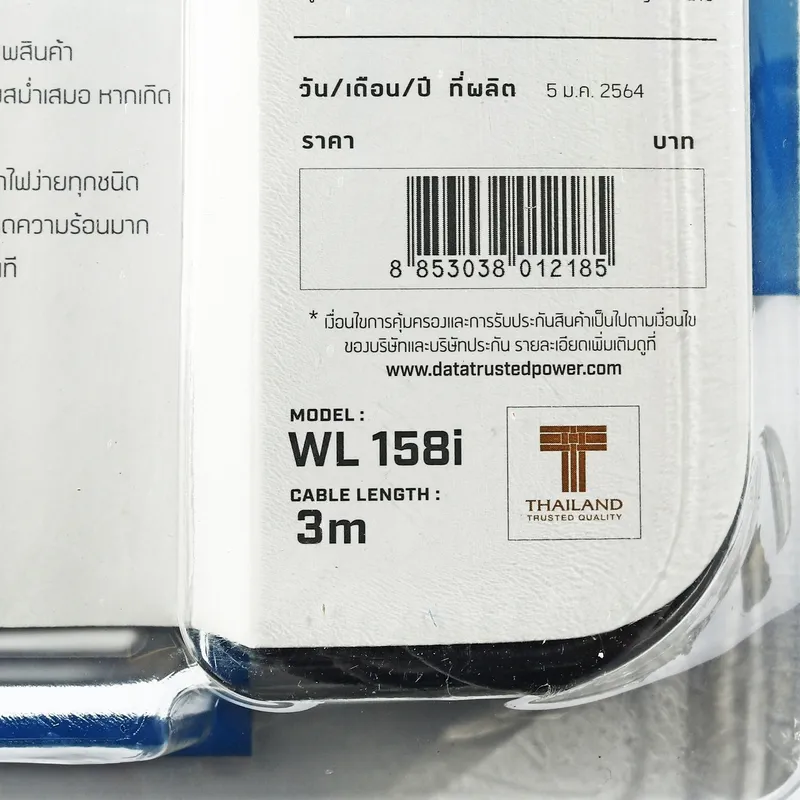 พสินค้า
สม่ำเสมอ หากเกิด
ไฟง่ายทุกชนิด
ดความร้อนมาก
วัน/เดือน/ปี ที่ผลิต 5 ม.ค. 2564
ราคา บาท
8 853038 012185
* เงื่อนไขการคุ้มครองและการรับประกันสินค้าเป็นไปตามเงื่อนไข
ของบริษัทและบริษัทประกัน รายละเอียดเพิ่มเติมดูที่
www.datatrustedpower.com
MODEL :
WL 158i
CABLE LENGTH :
3m
THAILAND
TRUSTED QUALITY